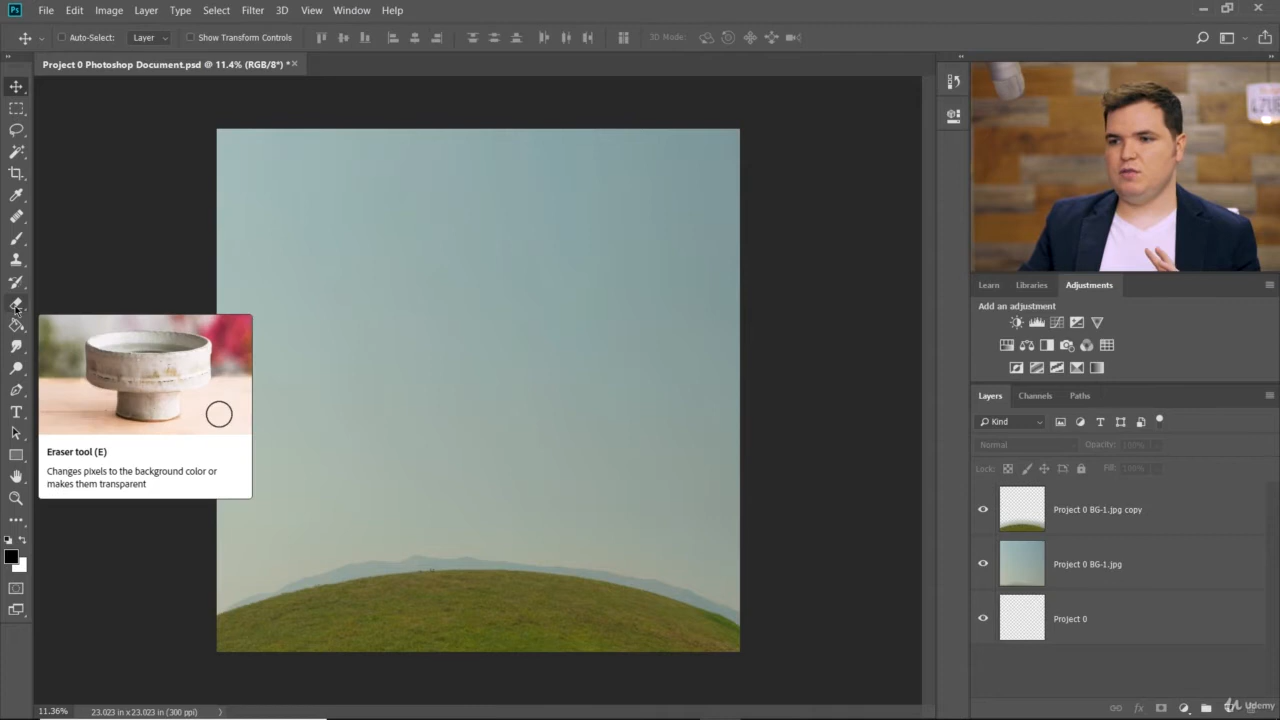 Ps File Edit Image Layer Type Select Filter 3D View Window Help
Auto-Select: Layer Show Transform Controls 3D Mode:
Project 0 Photoshop Document.psd @ 11.4% (RGB/8*) *
Learn Libraries Adjustments
Add an adjustment
Layers Channels Paths
Kind
Normal Opacity: 100%
Lock: Fill: 100%
Project 0 BG-1.jpg copy
Project 0 BG-1.jpg
Project 0
Eraser tool (E)
Changes pixels to the background color or
makes them transparent
11.36% 23.023 in x 23.023 in (300 ppi)
Udemy